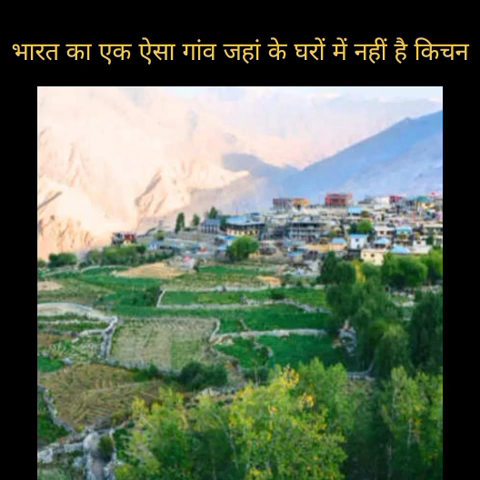 भारत का एक ऐसा गांव जहां के घरों में नहीं है किचन